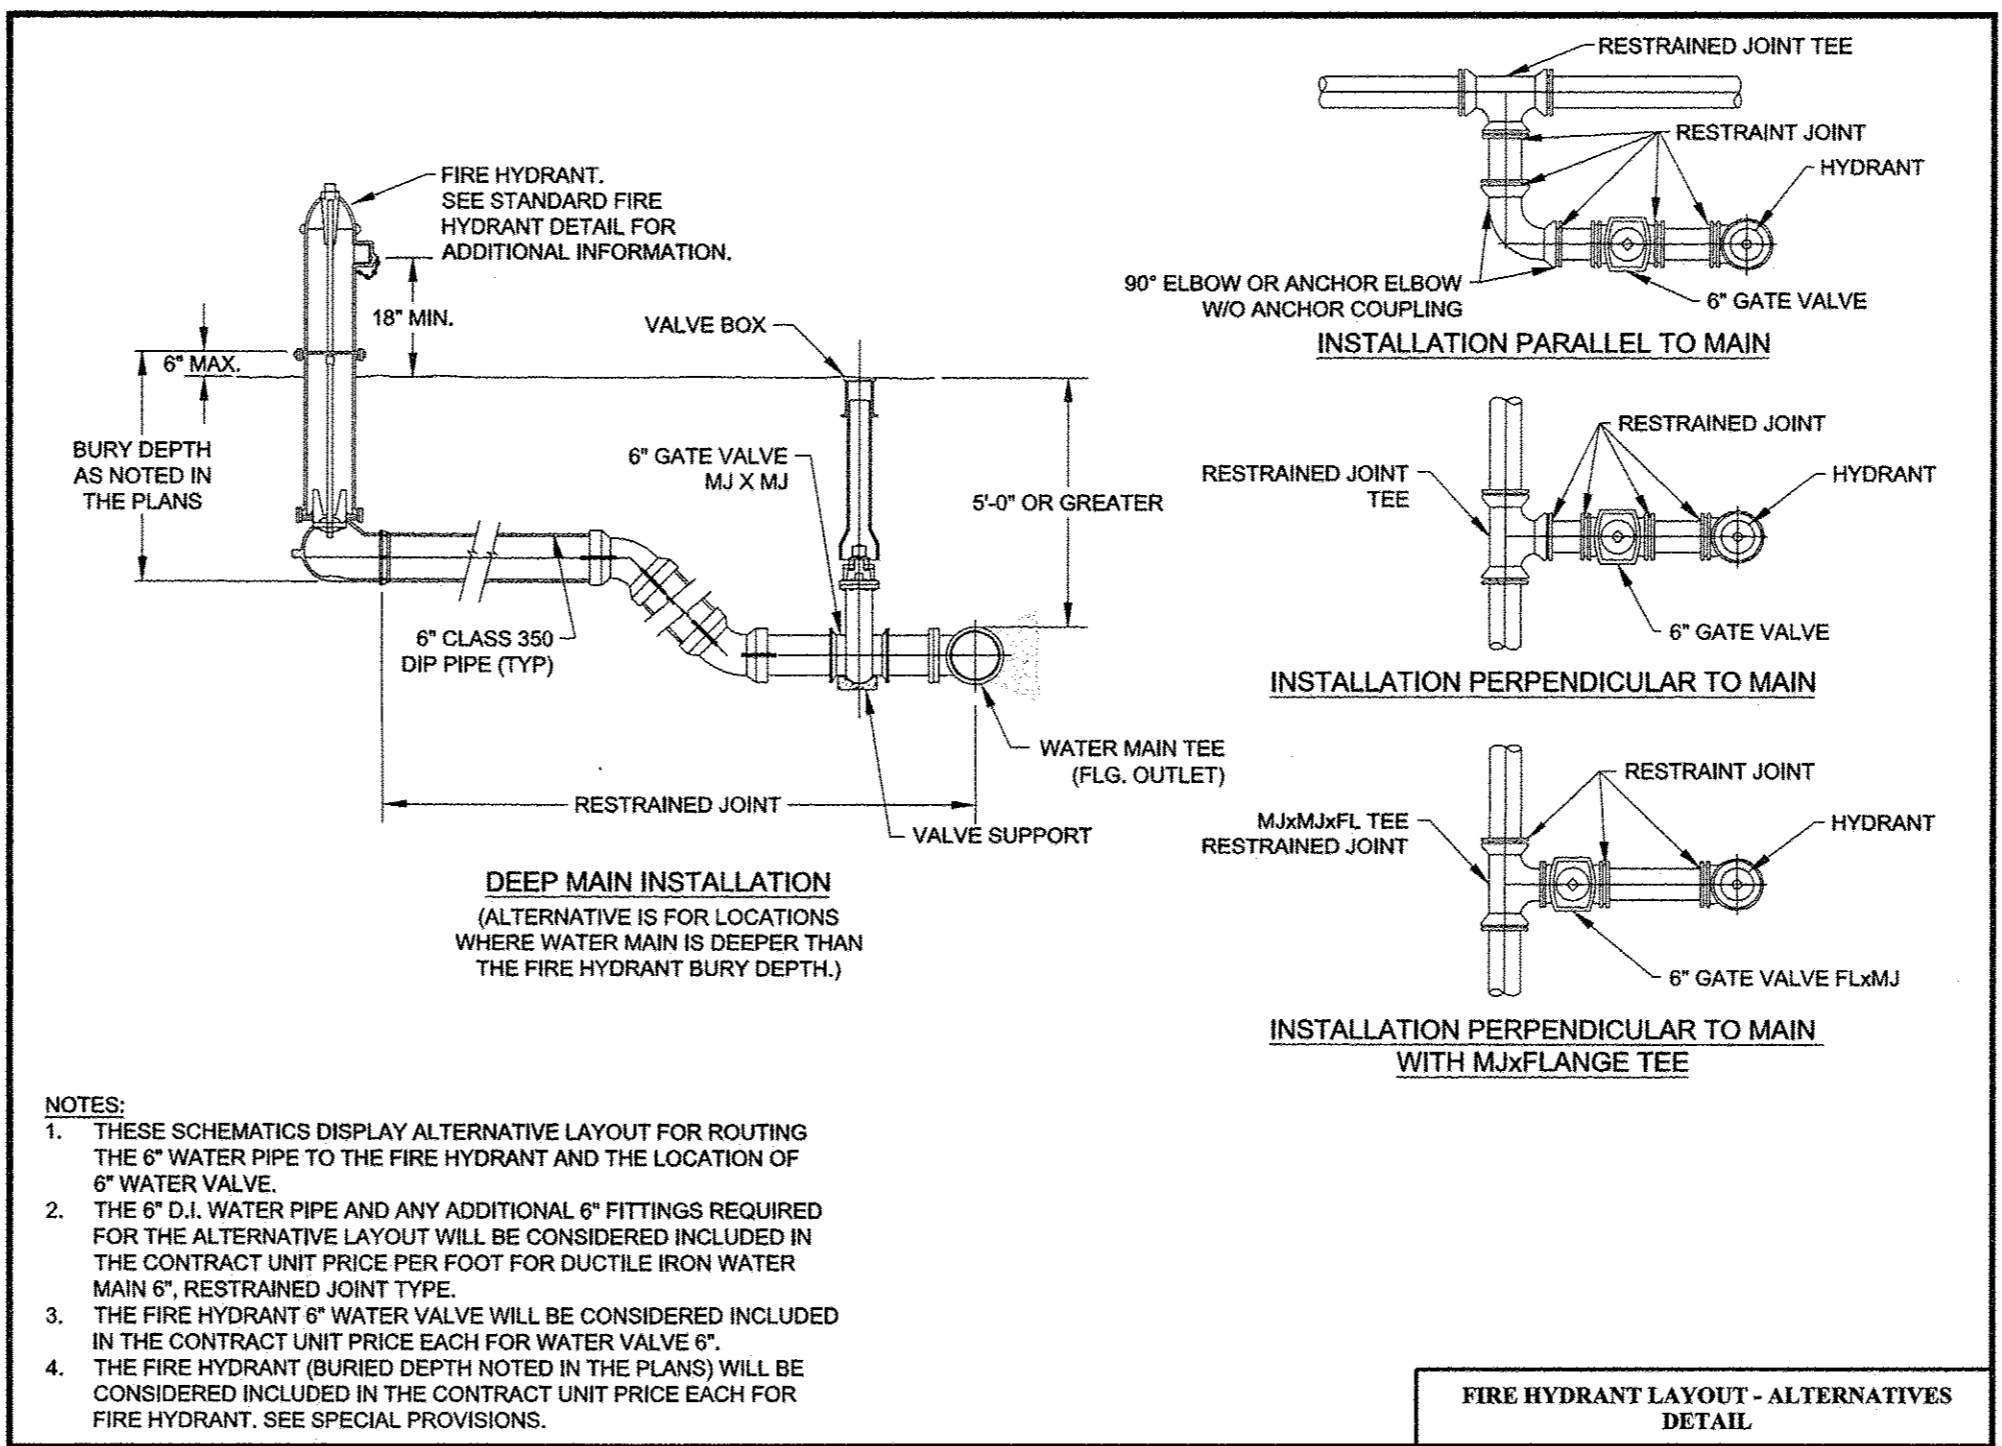 FIRE HYDRANT.
SEE STANDARD FIRE
HYDRANT DETAIL FOR
ADDITIONAL INFORMATION.
18" MIN.
6" MAX.
BURY DEPTH
AS NOTED IN
THE PLANS
VALVE BOX
6" GATE VALVE
MJ X MJ
5'-0" OR GREATER
6" CLASS 350
DIP PIPE (TYP)
WATER MAIN TEE
(FLG. OUTLET)
RESTRAINED JOINT
VALVE SUPPORT
DEEP MAIN INSTALLATION
(ALTERNATIVE IS FOR LOCATIONS
WHERE WATER MAIN IS DEEPER THAN
THE FIRE HYDRANT BURY DEPTH.)
RESTRAINED JOINT TEE
RESTRAINT JOINT
HYDRANT
90° ELBOW OR ANCHOR ELBOW
W/O ANCHOR COUPLING
6" GATE VALVE
INSTALLATION PARALLEL TO MAIN
RESTRAINED JOINT
RESTRAINED JOINT
TEE
HYDRANT
6" GATE VALVE
INSTALLATION PERPENDICULAR TO MAIN
RESTRAINT JOINT
MJxMJxFL TEE
RESTRAINED JOINT
HYDRANT
6" GATE VALVE FLxMJ
INSTALLATION PERPENDICULAR TO MAIN
WITH MJxFLANGE TEE
NOTES:
1. THESE SCHEMATICS DISPLAY ALTERNATIVE LAYOUT FOR ROUTING
THE 6" WATER PIPE TO THE FIRE HYDRANT AND THE LOCATION OF
6" WATER VALVE.
2. THE 6" D.I. WATER PIPE AND ANY ADDITIONAL 6" FITTINGS REQUIRED
FOR THE ALTERNATIVE LAYOUT WILL BE CONSIDERED INCLUDED IN
THE CONTRACT UNIT PRICE PER FOOT FOR DUCTILE IRON WATER
MAIN 6", RESTRAINED JOINT TYPE.
3. THE FIRE HYDRANT 6" WATER VALVE WILL BE CONSIDERED INCLUDED
IN THE CONTRACT UNIT PRICE EACH FOR WATER VALVE 6".
4. THE FIRE HYDRANT (BURIED DEPTH NOTED IN THE PLANS) WILL BE
CONSIDERED INCLUDED IN THE CONTRACT UNIT PRICE EACH FOR
FIRE HYDRANT. SEE SPECIAL PROVISIONS.
FIRE HYDRANT LAYOUT - ALTERNATIVES
DETAIL